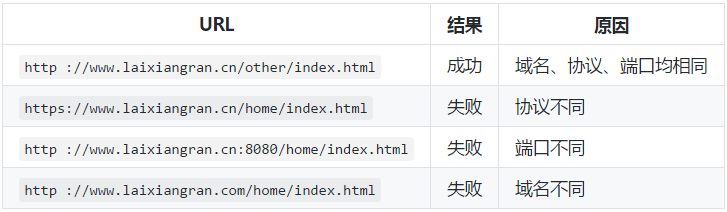 URL 结果 原因
http ://www.laixiangran.cn/other/index.html 成功 域名、协议、端口均相同
https://www.laixiangran.cn/home/index.html 失败 协议不同
http ://www.laixiangran.cn:8080/home/index.html 失败 端口不同
http ://www.laixiangran.com/home/index.html 失败 域名不同